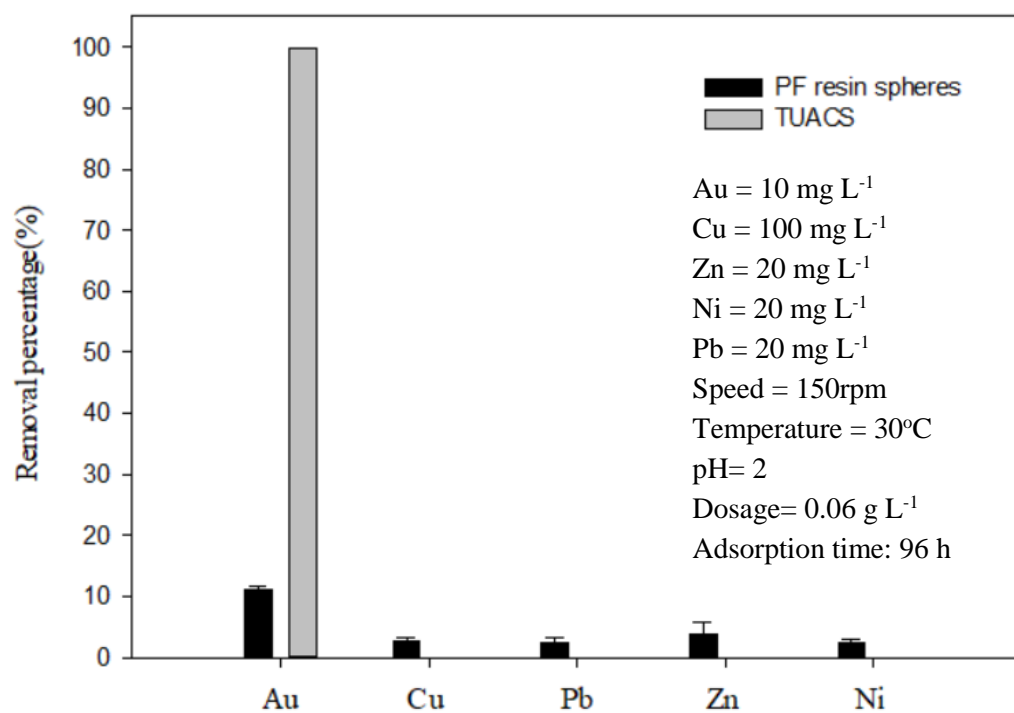 Removal percentage(%)
100
90
80
70
60
50
40
30
20
10
0
Au Cu Pb Zn Ni
PF resin spheres
TUACS
Au = 10 mg L⁻¹
Cu = 100 mg L⁻¹
Zn = 20 mg L⁻¹
Ni = 20 mg L⁻¹
Pb = 20 mg L⁻¹
Speed = 150rpm
Temperature = 30ᵒC
pH= 2
Dosage= 0.06 g L⁻¹
Adsorption time: 96 h